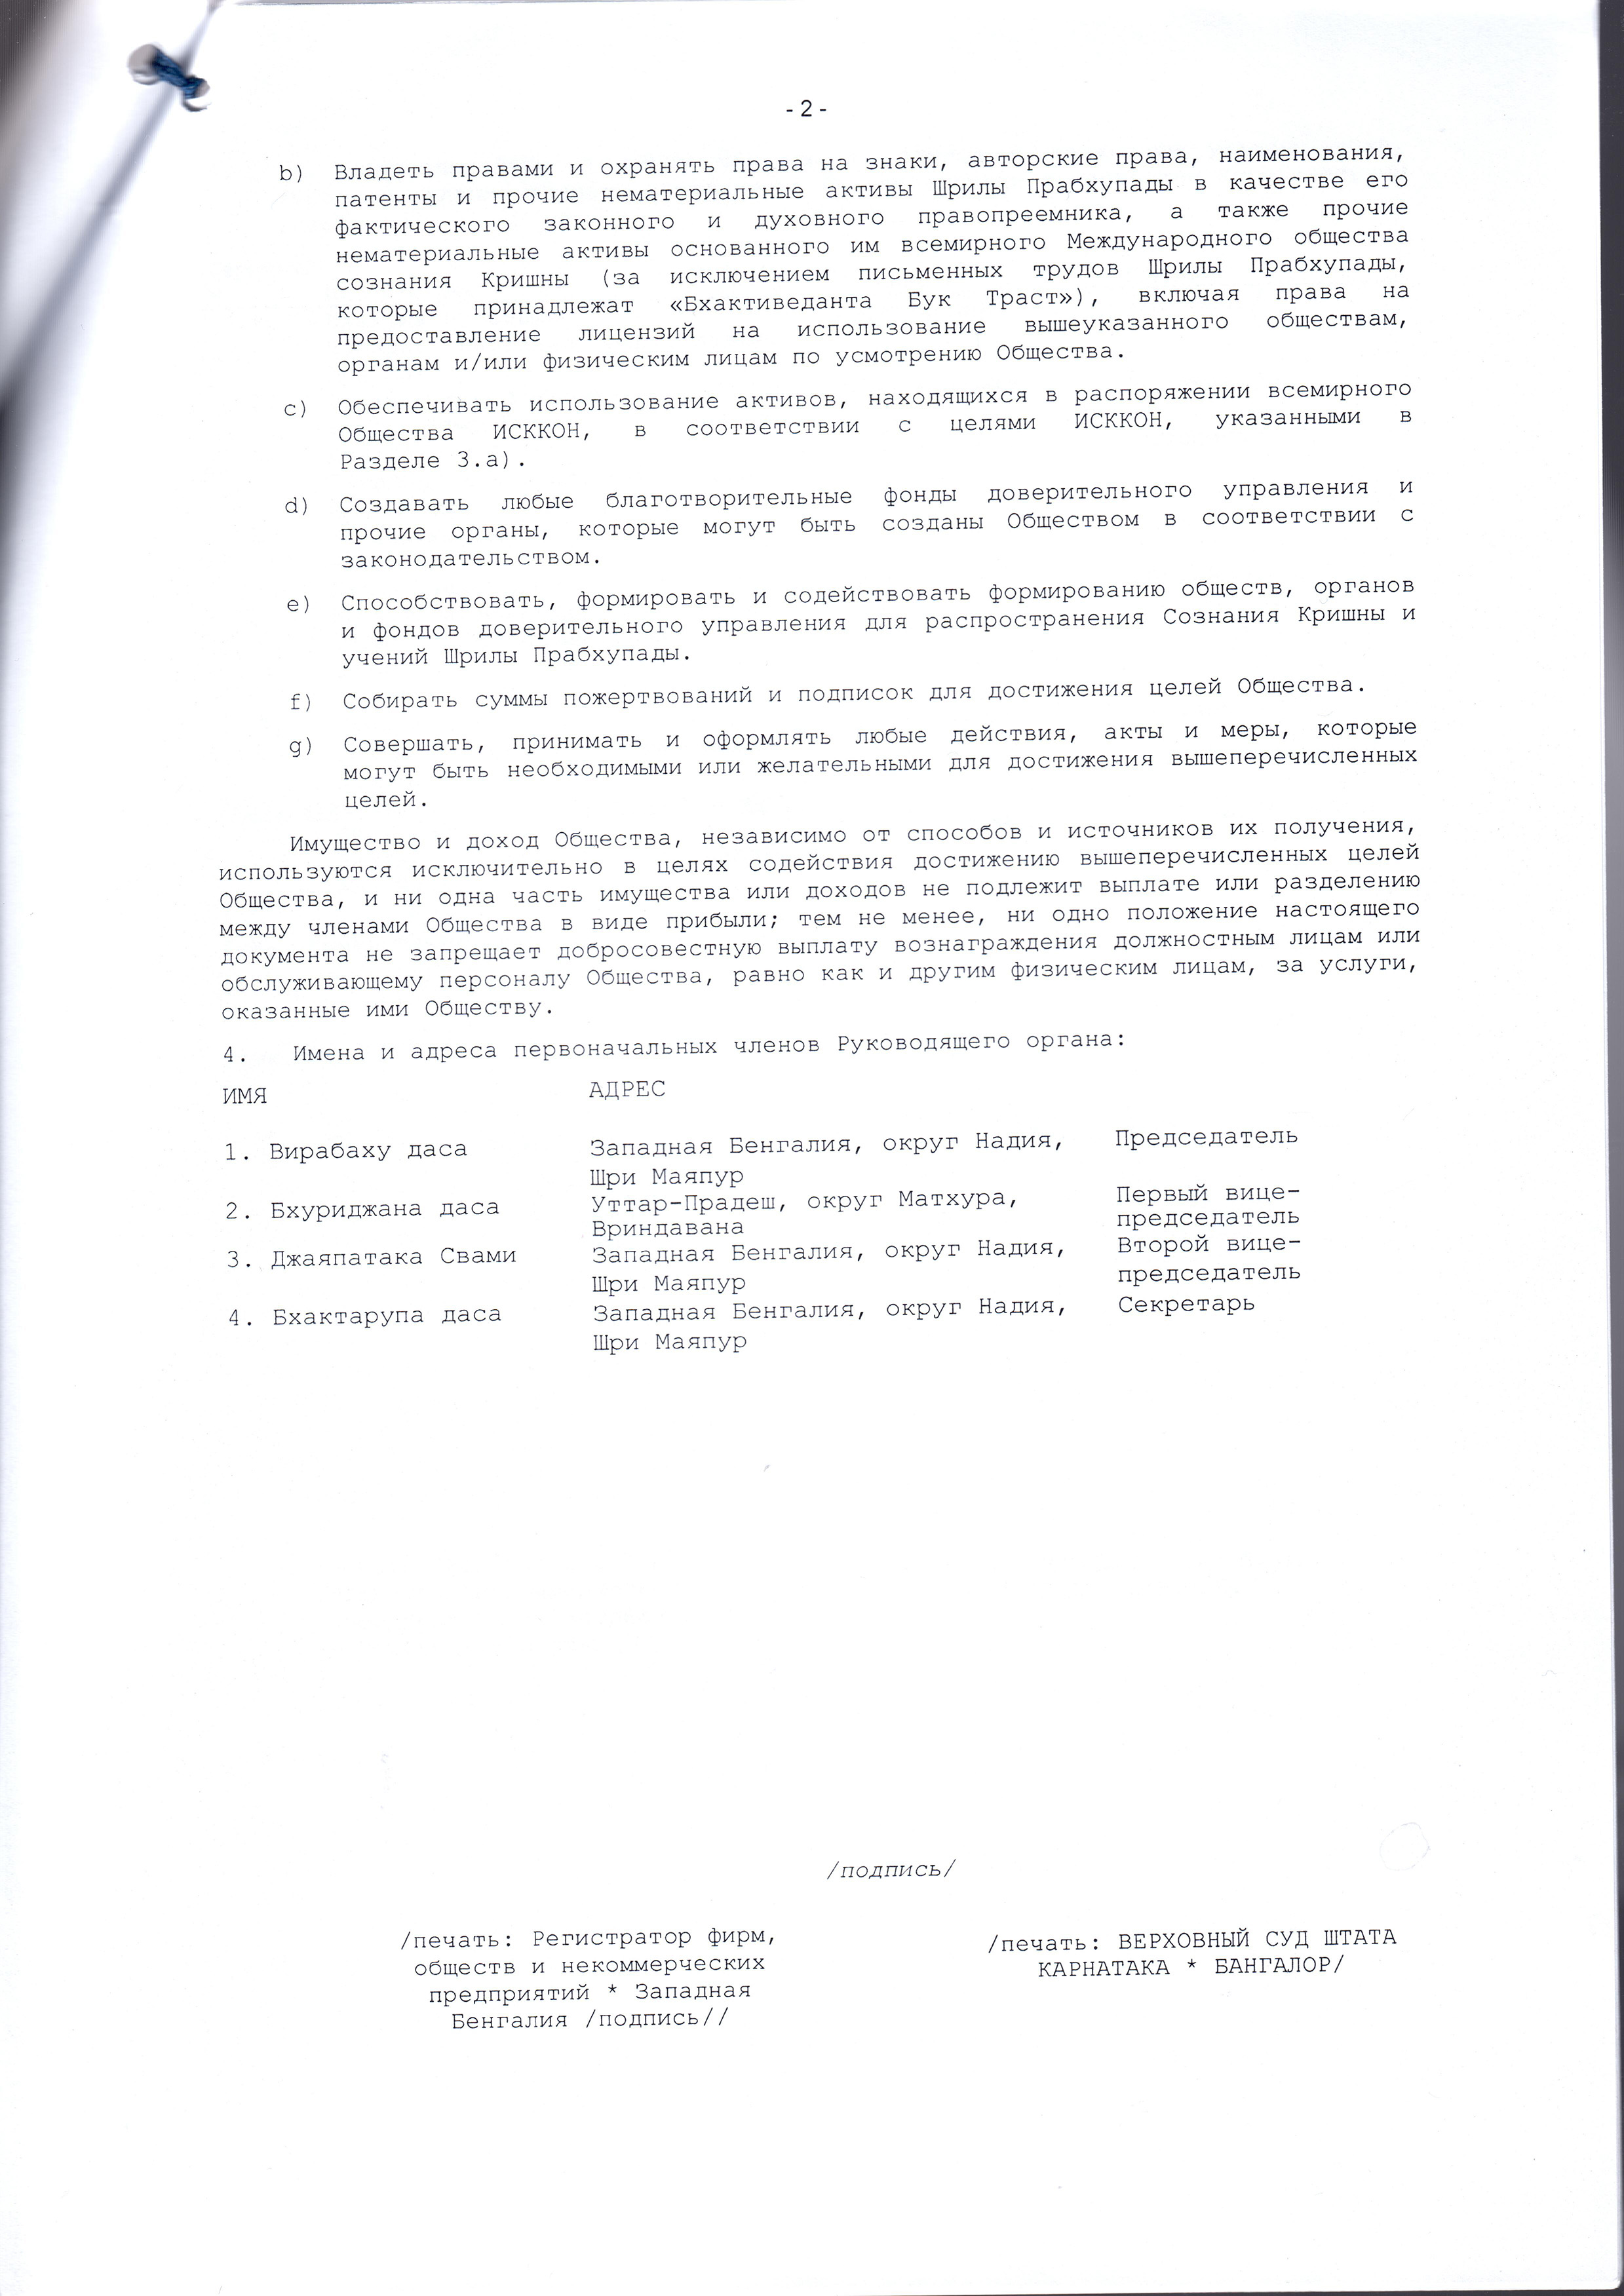 - 2 -
b) Владеть правами и охранять права на знаки, авторские права, наименования,
патенты и прочие нематериальные активы Шрилы Прабхупады в качестве его
фактического законного и духовного правопреемника, а также прочие
нематериальные активы основанного им всемирного Международного общества
сознания Кришны (за исключением письменных трудов Шрилы Прабхупады,
которые принадлежат «Бхактиведанта Бук Траст»), включая права на
предоставление лицензий на использование вышеуказанного обществам,
органам и/или физическим лицам по усмотрению Общества.
c) Обеспечивать использование активов, находящихся в распоряжении всемирного
Общества ИСККОН, в соответствии с целями ИСККОН, указанными в
Разделе 3.а).
d) Создавать любые благотворительные фонды доверительного управления и
прочие органы, которые могут быть созданы Обществом в соответствии с
законодательством.
e) Способствовать, формировать и содействовать формированию обществ, органов
и фондов доверительного управления для распространения Сознания Кришны и
учений Шрилы Прабхупады.
f) Собирать суммы пожертвований и подписок для достижения целей Общества.
g) Совершать, принимать и оформлять любые действия, акты и меры, которые
могут быть необходимыми или желательными для достижения вышеперечисленных
целей.
Имущество и доход Общества, независимо от способов и источников их получения,
используются исключительно в целях содействия достижению вышеперечисленных целей
Общества, и ни одна часть имущества или доходов не подлежит выплате или разделению
между членами Общества в виде прибыли; тем не менее, ни одно положение настоящего
документа не запрещает добросовестную выплату вознаграждения должностным лицам или
обслуживающему персоналу Общества, равно как и другим физическим лицам, за услуги,
оказанные ими Обществу.
4. Имена и адреса первоначальных членов Руководящего органа:
ИМЯ АДРЕС
1. Вирабаху даса Западная Бенгалия, округ Надия, Председатель
Шри Маяпур
2. Бхуриджана даса Уттар-Прадеш, округ Матхура, Первый вице-
Вриндавана председатель
3. Джаяпатака Свами Западная Бенгалия, округ Надия, Второй вице-
Шри Маяпур председатель
4. Бхактарупа даса Западная Бенгалия, округ Надия, Секретарь
Шри Маяпур
/подпись/
/печать: Регистратор фирм,
обществ и некоммерческих
предприятий * Западная
Бенгалия /подпись//
/печать: ВЕРХОВНЫЙ СУД ШТАТА
КАРНАТАКА * БАНГАЛОР/